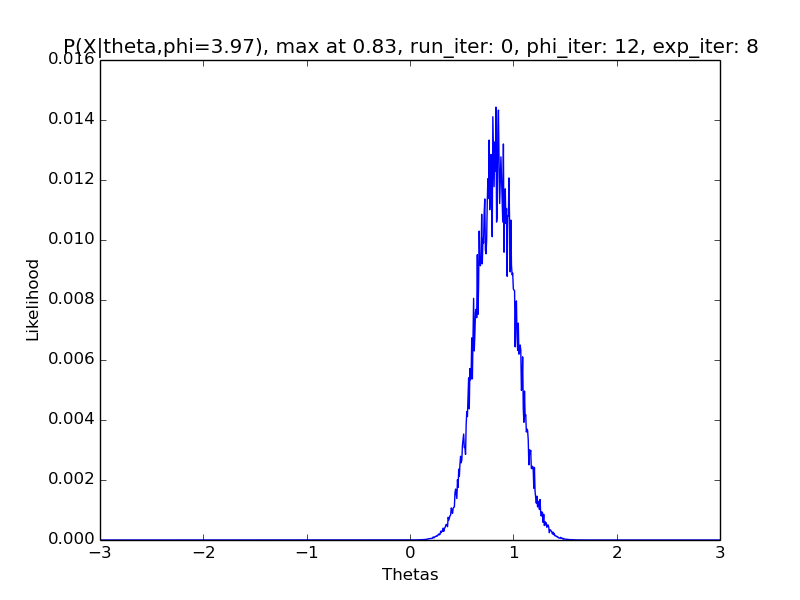 P(X|theta,phi=3.97), max at 0.83, run_iter: 0, phi_iter: 12, exp_iter: 8
0.016
0.014
0.012
0.010
0.008
0.006
0.004
0.002
0.000
Likelihood
−3 −2 −1 0 1 2 3
Thetas